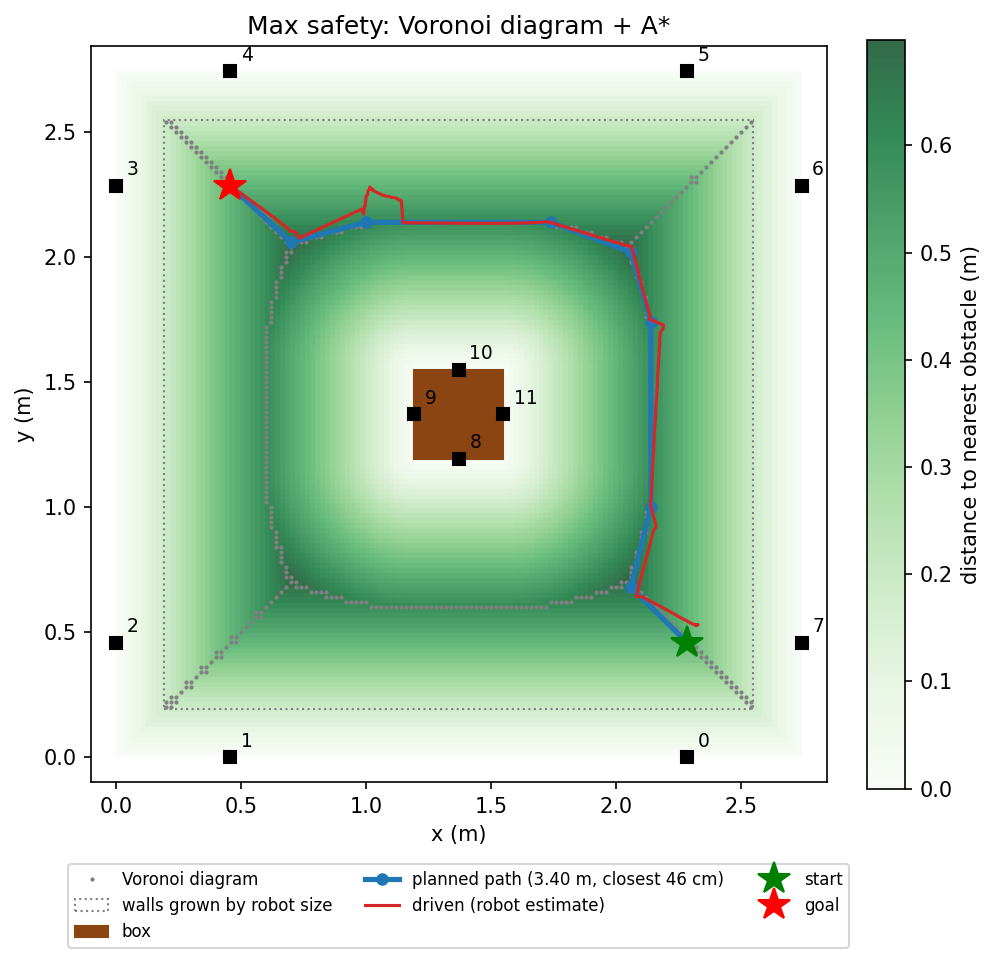 Max safety: Voronoi diagram + A*
4
5
3
6
10
9
11
8
2
7
1
0
2.5
2.0
1.5
1.0
0.5
0.0
y (m)
0.0 0.5 1.0 1.5 2.0 2.5
x (m)
0.6
0.5
0.4
0.3
0.2
0.1
0.0
distance to nearest obstacle (m)
Voronoi diagram
walls grown by robot size
box
planned path (3.40 m, closest 46 cm)
driven (robot estimate)
start
goal